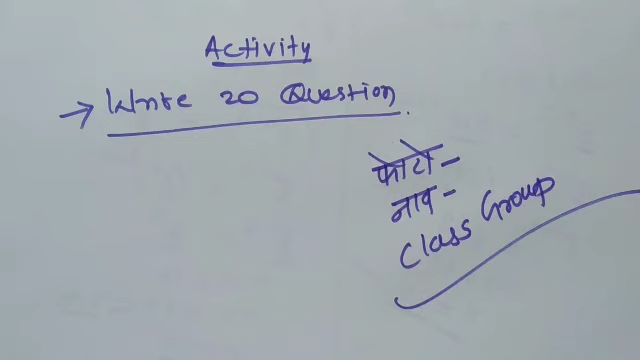 Activity
→ Write 20 Question.
फोटो -
नाव -
Class Group